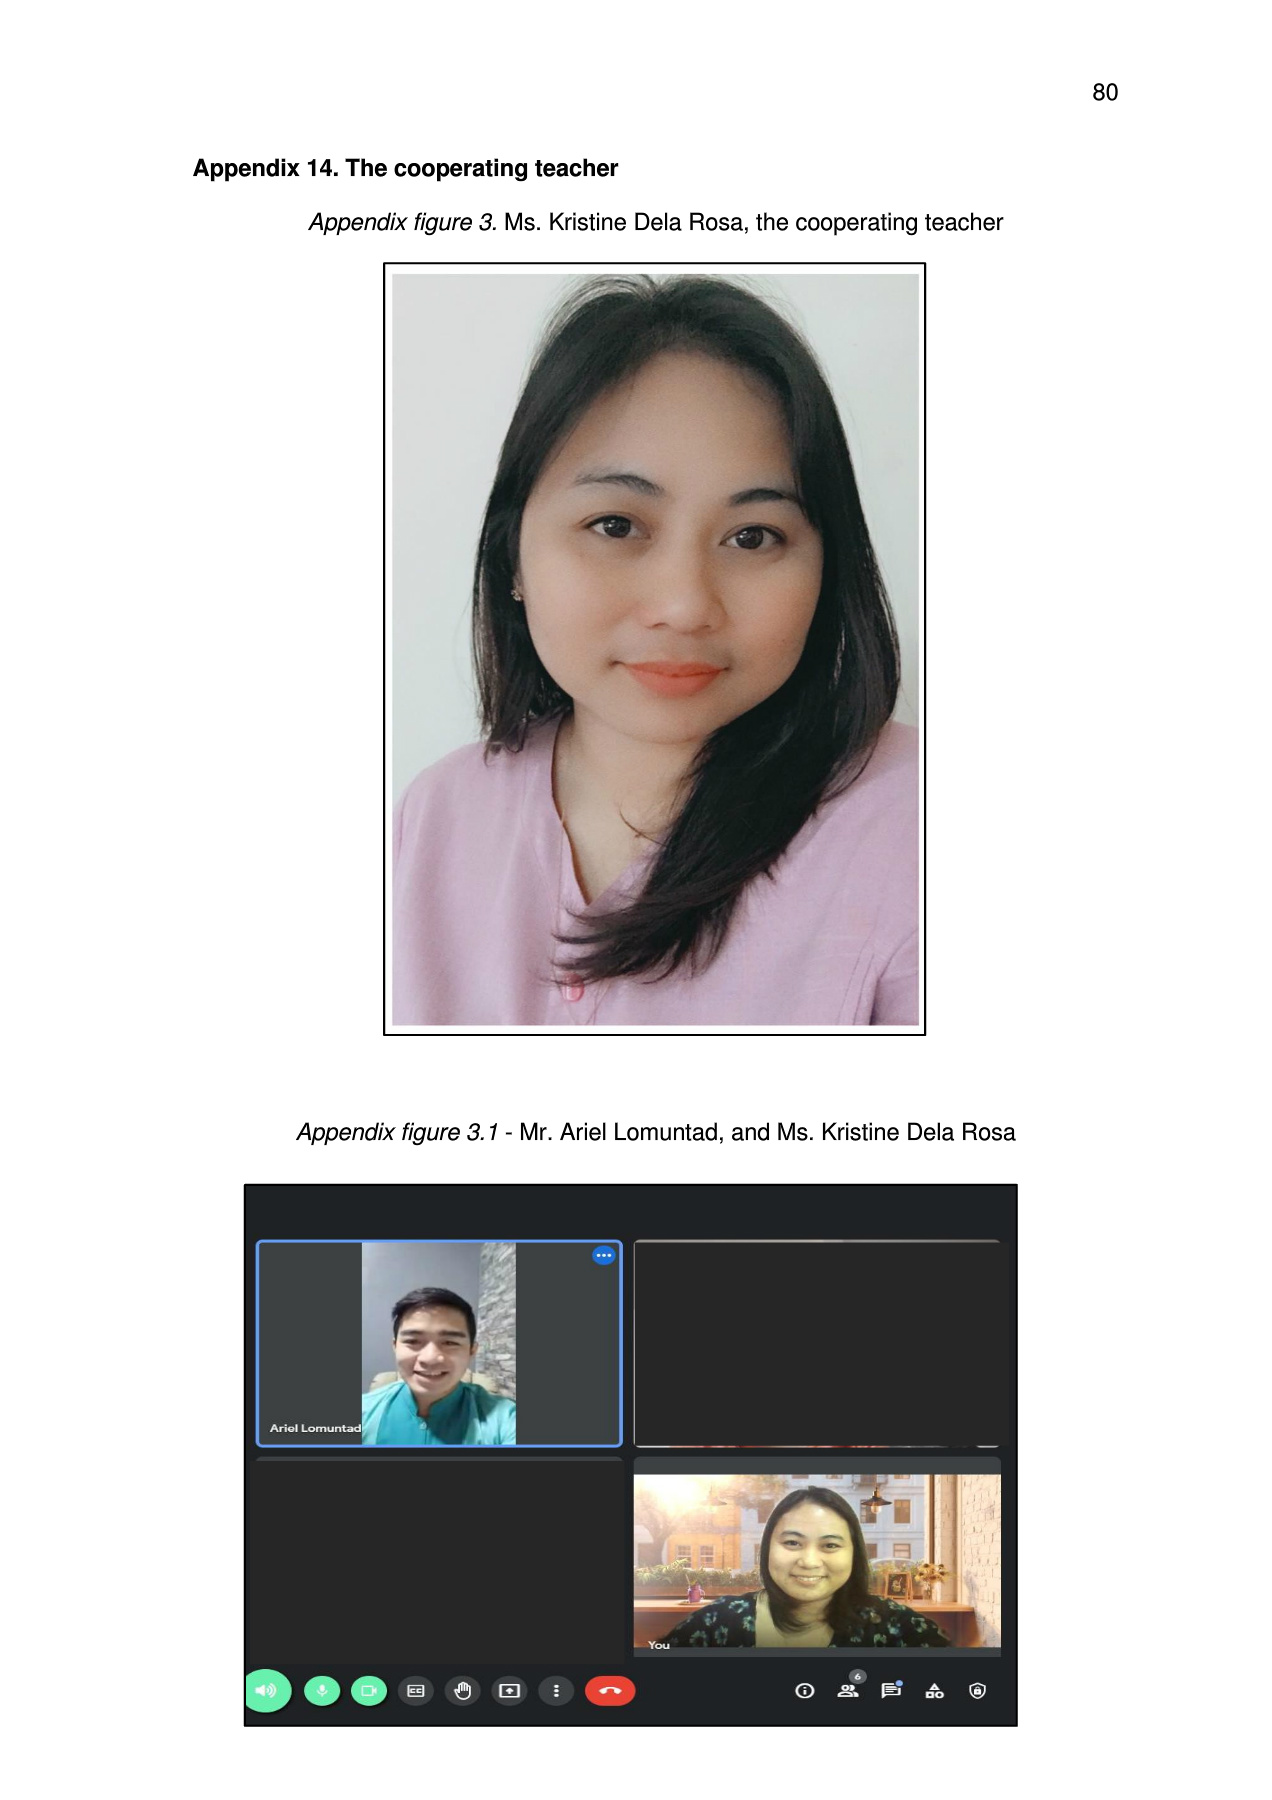 80
Appendix 14. The cooperating teacher
Appendix figure 3. Ms. Kristine Dela Rosa, the cooperating teacher
Appendix figure 3.1 - Mr. Ariel Lomuntad, and Ms. Kristine Dela Rosa
Ariel Lomuntad
You
CC
6